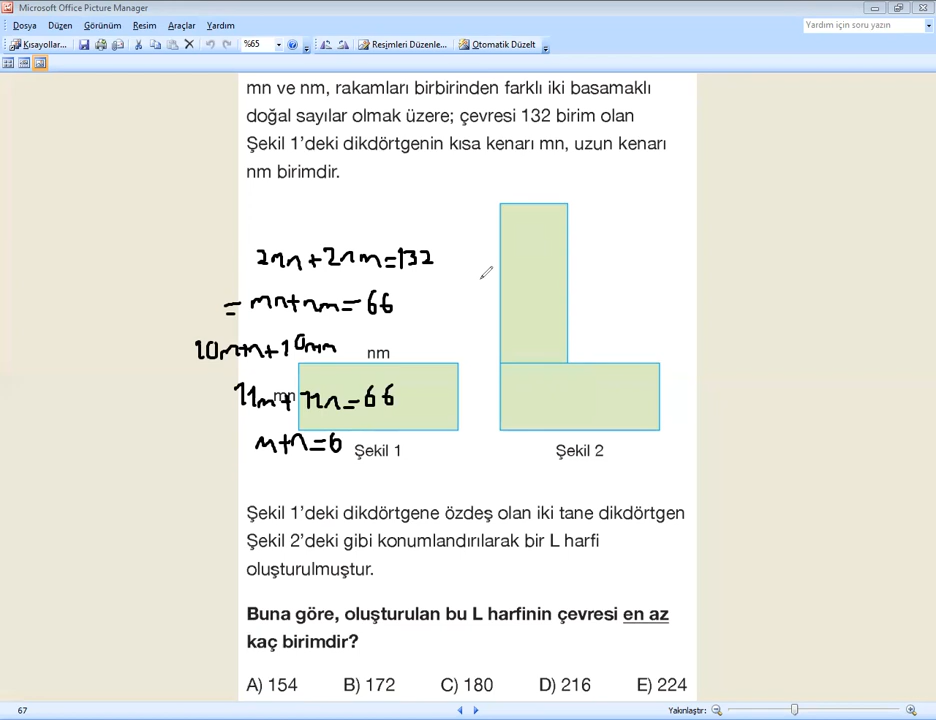 Microsoft Office Picture Manager
Dosya Düzen Görünüm Resim Araçlar Yardım
Yardım için soru yazın
Kısayollar... %65 Resimleri Düzenle... Otomatik Düzelt
mn ve nm, rakamları birbirinden farklı iki basamaklı
doğal sayılar olmak üzere; çevresi 132 birim olan
Şekil 1’deki dikdörtgenin kısa kenarı mn, uzun kenarı
nm birimdir.
2mn+2nm=132
= mn+nm=66
10m+n+10nm
nm
mn
11m+11n=66
m+n=6
Şekil 1
Şekil 2
Şekil 1’deki dikdörtgene özdeş olan iki tane dikdörtgen
Şekil 2’deki gibi konumlandırılarak bir L harfi
oluşturulmuştur.
Buna göre, oluşturulan bu L harfinin çevresi en az
kaç birimdir?
A) 154 B) 172 C) 180 D) 216 E) 224
67
Yakınlaştır: